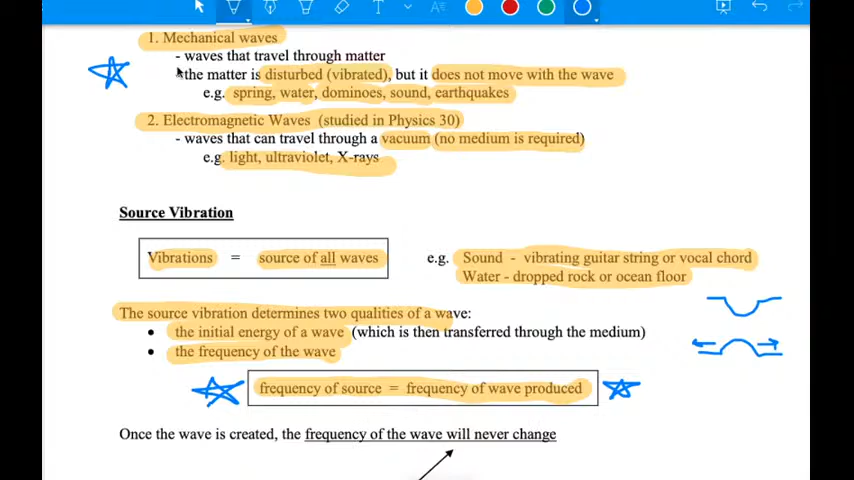 1. Mechanical waves
- waves that travel through matter
- the matter is disturbed (vibrated), but it does not move with the wave
e.g. spring, water, dominoes, sound, earthquakes
2. Electromagnetic Waves (studied in Physics 30)
- waves that can travel through a vacuum (no medium is required)
e.g. light, ultraviolet, X-rays
Source Vibration
Vibrations = source of all waves e.g. Sound - vibrating guitar string or vocal chord
Water - dropped rock or ocean floor
The source vibration determines two qualities of a wave:
• the initial energy of a wave (which is then transferred through the medium)
• the frequency of the wave
frequency of source = frequency of wave produced
Once the wave is created, the frequency of the wave will never change